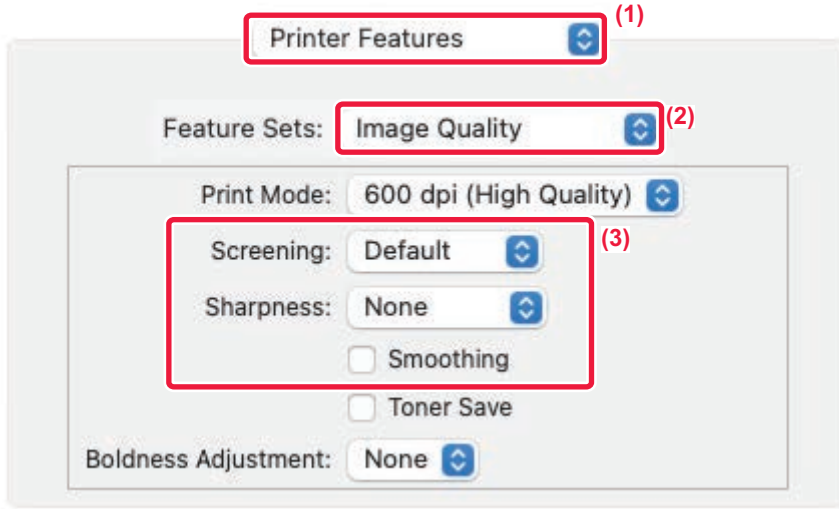 Printer Features (1)
Feature Sets: Image Quality (2)
Print Mode: 600 dpi (High Quality)
Screening: Default (3)
Sharpness: None
Smoothing
Toner Save
Boldness Adjustment: None